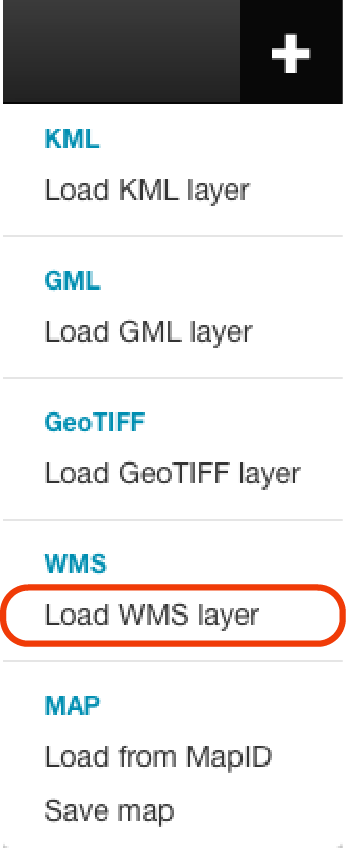 KML
Load KML layer
GML
Load GML layer
GeoTIFF
Load GeoTIFF layer
WMS
Load WMS layer
MAP
Load from MapID
Save map